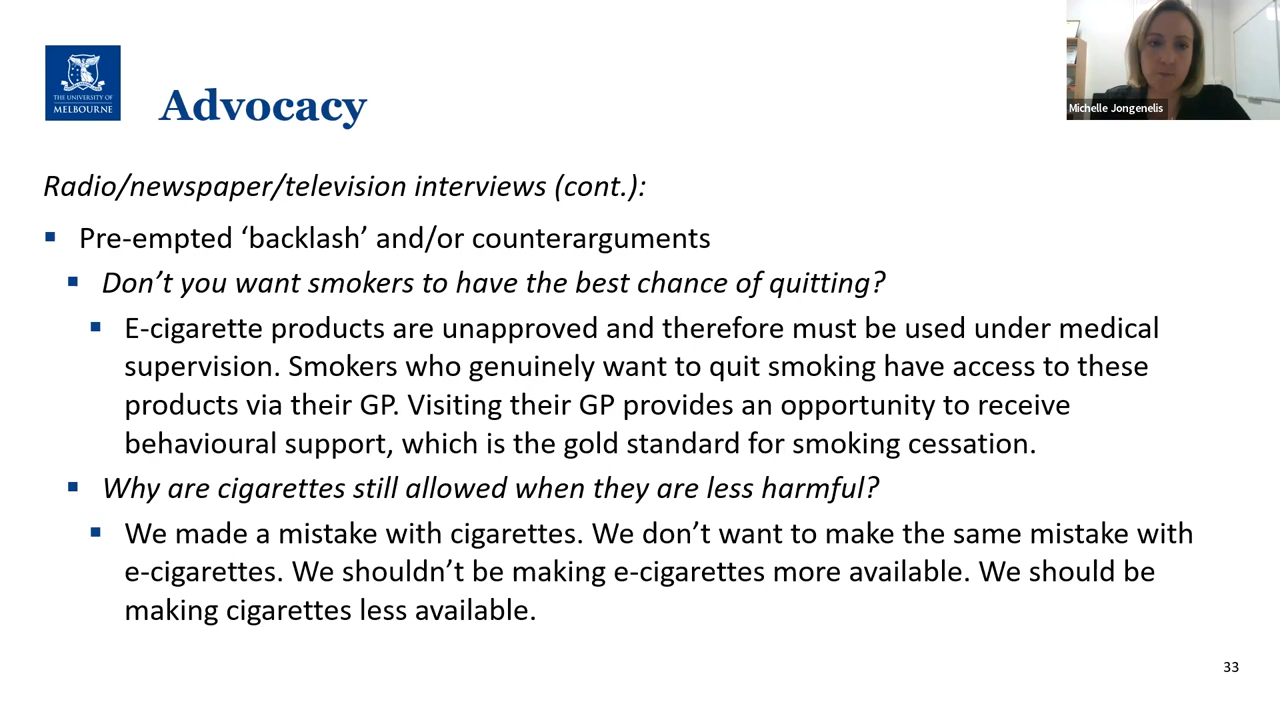 Michelle Jongenelis
THE UNIVERSITY OF
MELBOURNE
Advocacy
Radio/newspaper/television interviews (cont.):
Pre-empted ‘backlash’ and/or counterarguments
Don’t you want smokers to have the best chance of quitting?
E-cigarette products are unapproved and therefore must be used under medical
supervision. Smokers who genuinely want to quit smoking have access to these
products via their GP. Visiting their GP provides an opportunity to receive
behavioural support, which is the gold standard for smoking cessation.
Why are cigarettes still allowed when they are less harmful?
We made a mistake with cigarettes. We don’t want to make the same mistake with
e-cigarettes. We shouldn’t be making e-cigarettes more available. We should be
making cigarettes less available.
33